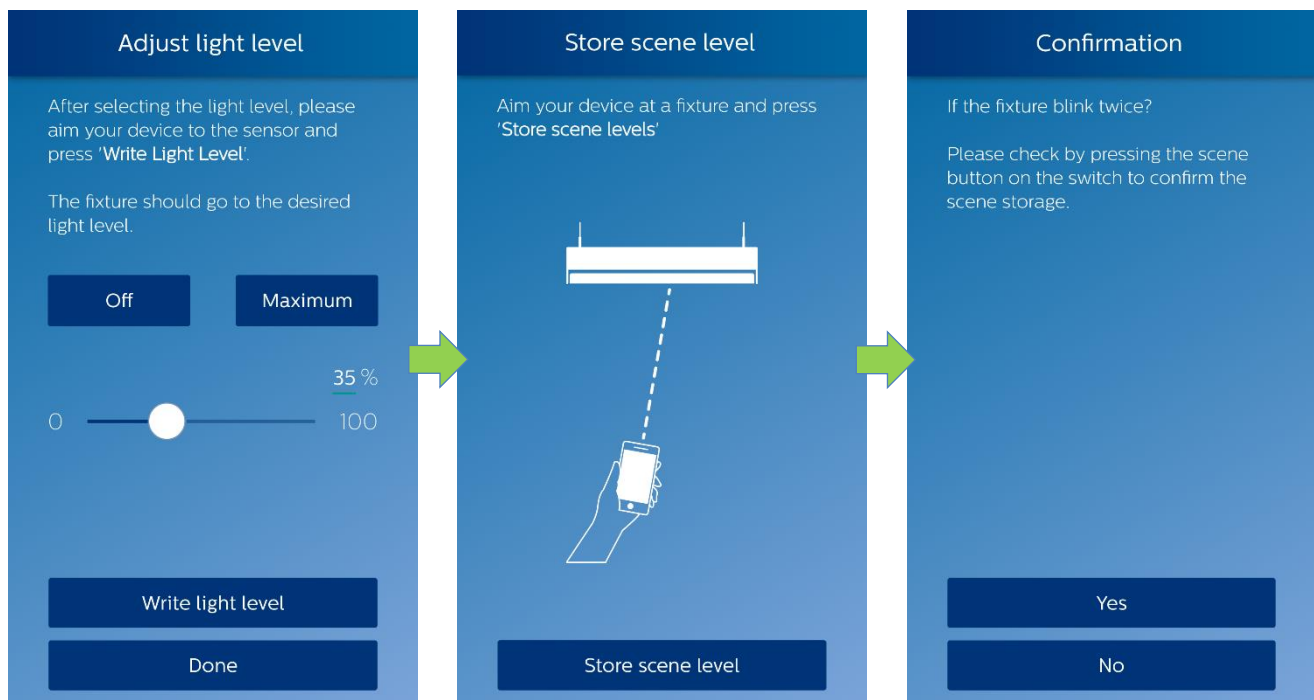 Adjust light level
After selecting the light level, please
aim your device to the sensor and
press 'Write Light Level'.
The fixture should go to the desired
light level.
Off
Maximum
35 %
0
100
Write light level
Done
Store scene level
Aim your device at a fixture and press
'Store scene levels'
Store scene level
Confirmation
If the fixture blink twice?
Please check by pressing the scene
button on the switch to confirm the
scene storage.
Yes
No